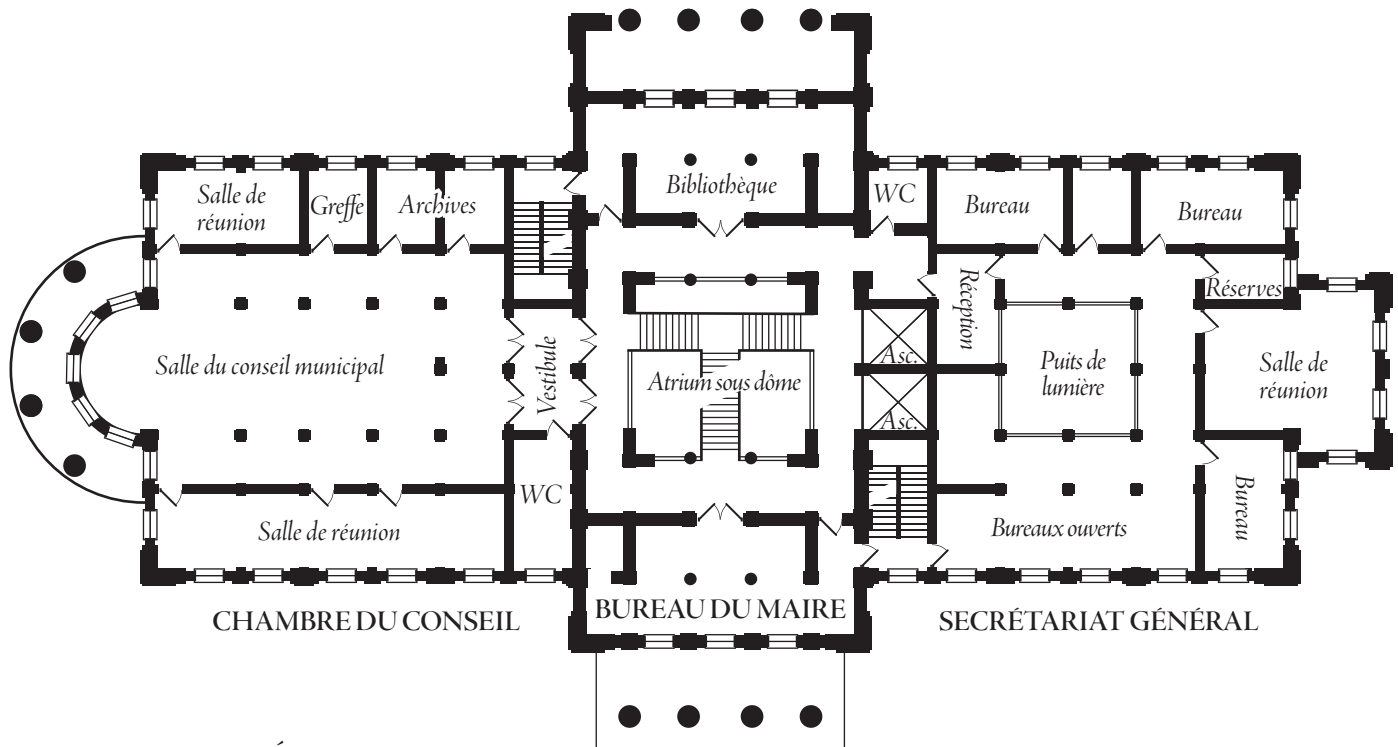 Bibliothèque
Salle de
réunion
Greffe
Archives
WC
Bureau
Bureau
Réception
Réserves
Salle du conseil municipal
Vestibule
Atrium sous dôme
Asc.
Asc.
Puits de
lumière
Salle de
réunion
WC
Salle de réunion
Bureaux ouverts
Bureau
CHAMBRE DU CONSEIL
BUREAU DU MAIRE
SECRÉTARIAT GÉNÉRAL